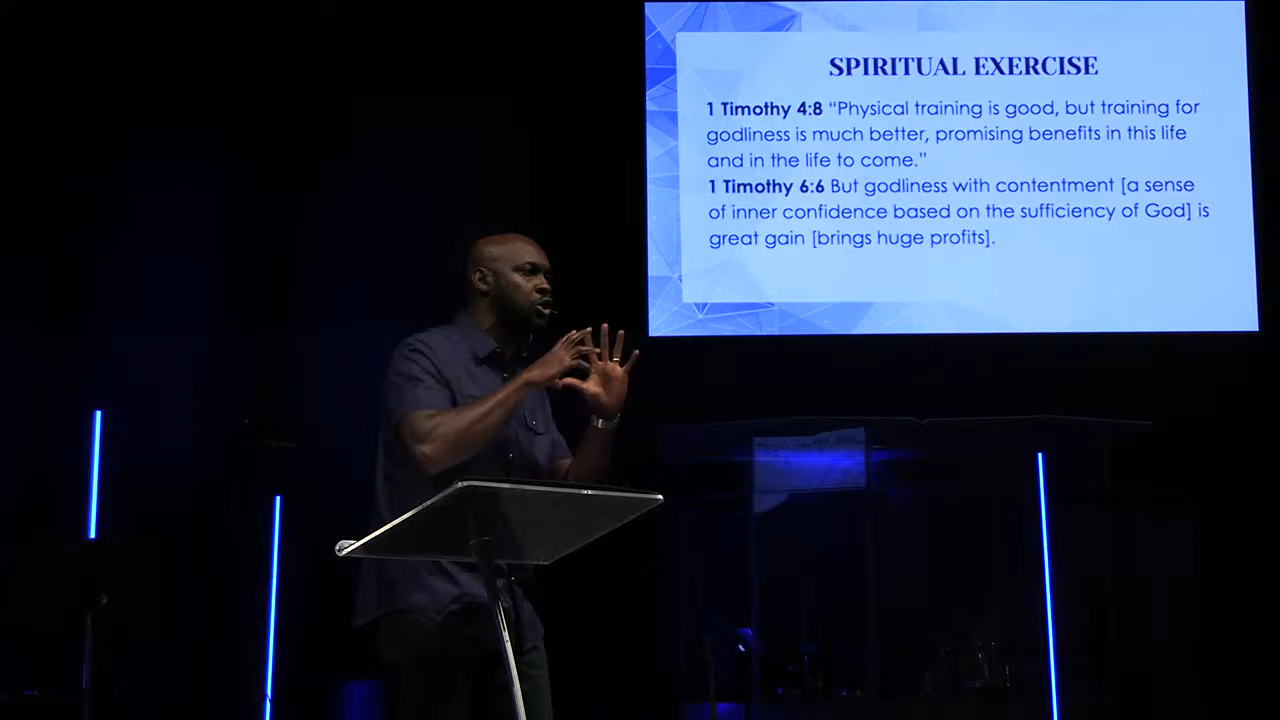 SPIRITUAL EXERCISE
1 Timothy 4:8 “Physical training is good, but training for
godliness is much better, promising benefits in this life
and in the life to come.”
1 Timothy 6:6 But godliness with contentment [a sense
of inner confidence based on the sufficiency of God] is
great gain [brings huge profits].